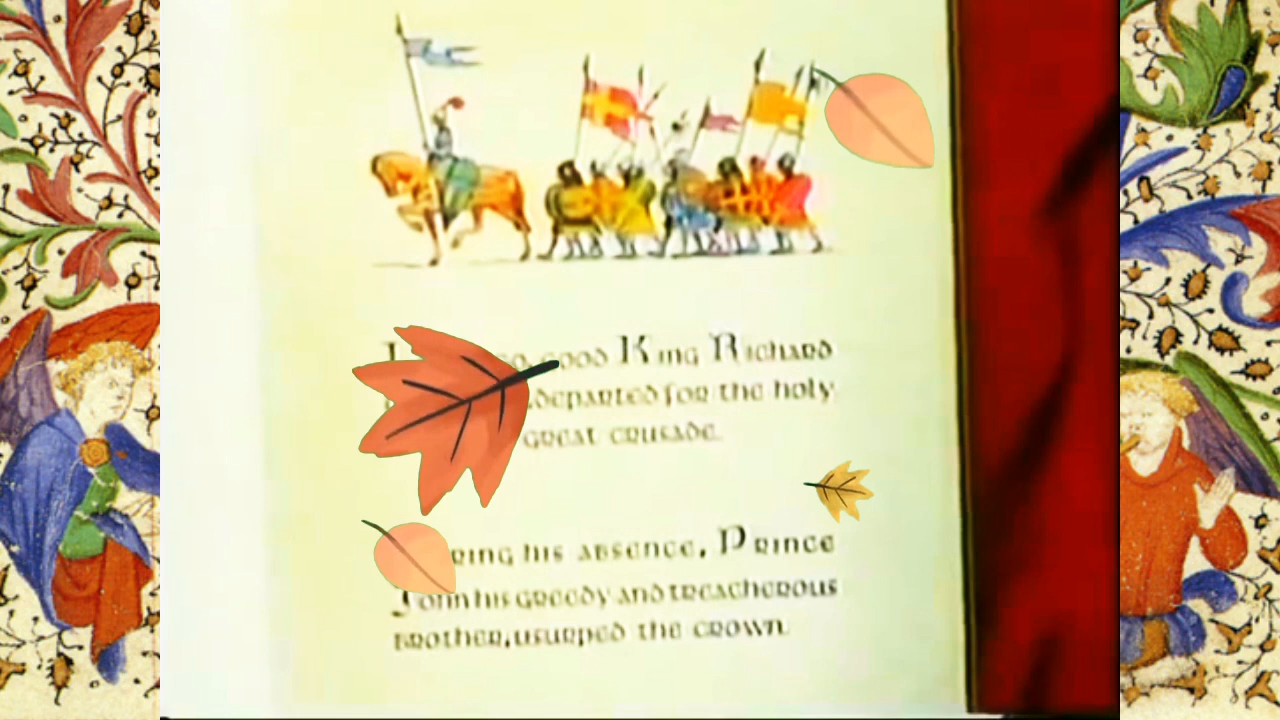 good King Richard
departed for the holy
great crusade.
his absence, Prince
John his greedy and treacherous
brother, usurped the crown.